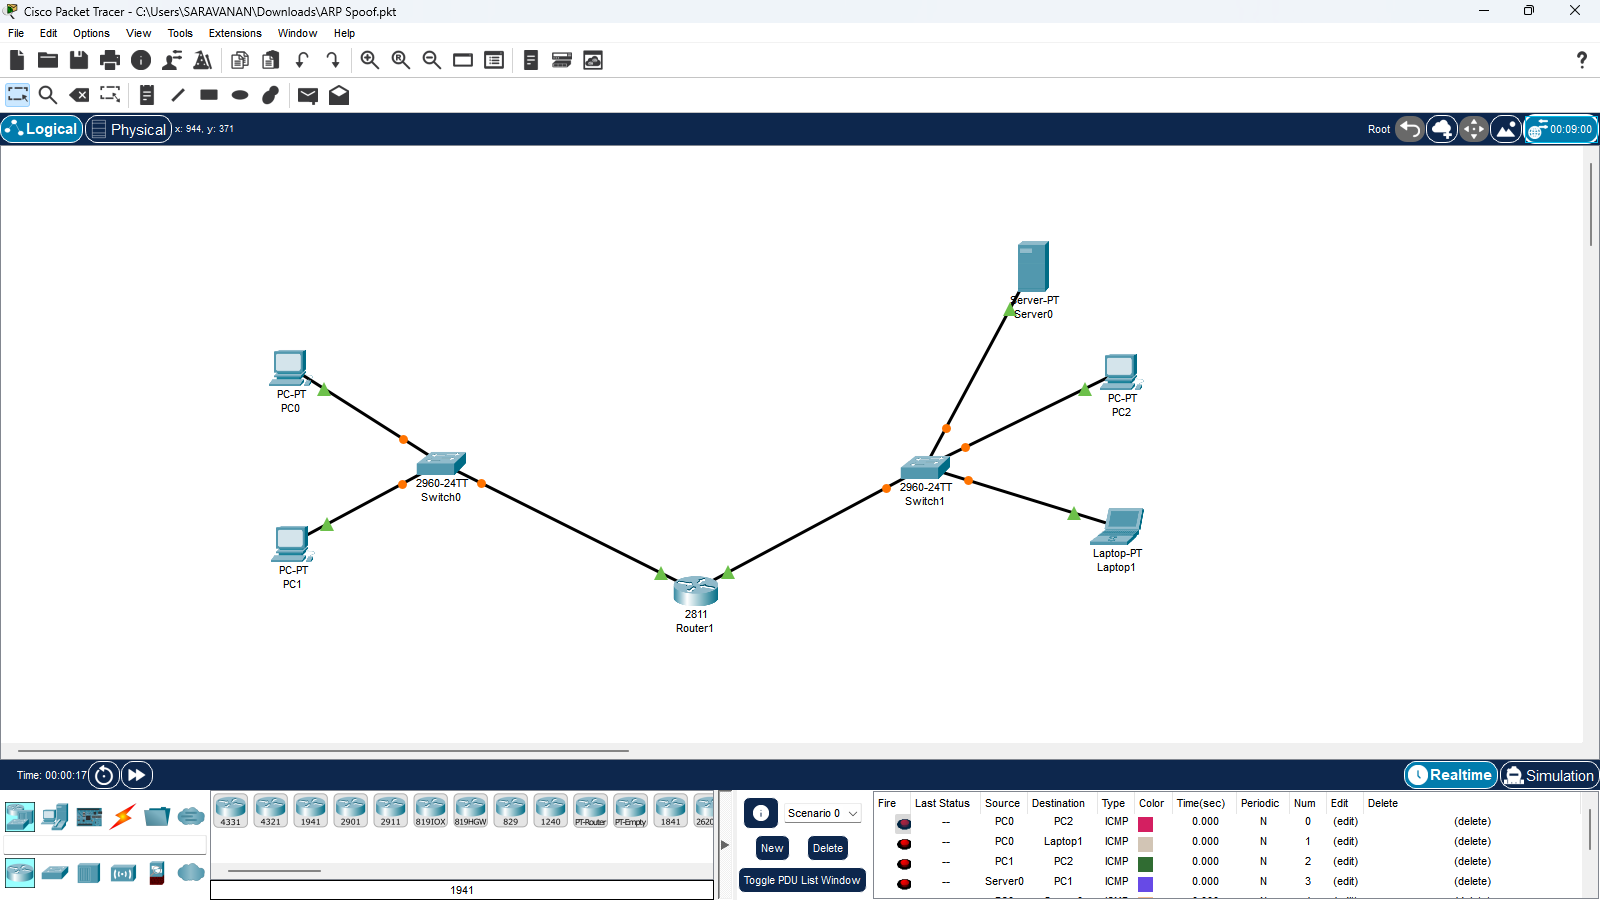 Cisco Packet Tracer - C:\Users\SARAVANAN\Downloads\ARP Spoof.pkt
File Edit Options View Tools Extensions Window Help
Logical Physical x: 944, y: 371 Root 00:09:00
Server-PT
Server0
PC-PT
PC0
PC-PT
PC2
2960-24TT
Switch0
2960-24TT
Switch1
Laptop-PT
Laptop1
PC-PT
PC1
2811
Router1
Time: 00:00:17 Realtime Simulation
4331 4321 1941 2901 2911 819IOX 819HGW 829 1240 PT-Router PT-Empty 1841 2620
1941
Scenario 0
New Delete
Toggle PDU List Window
Fire Last Status Source Destination Type Color Time(sec) Periodic Num Edit Delete
-- PC0 PC2 ICMP 0.000 N 0 (edit) (delete)
-- PC0 Laptop1 ICMP 0.000 N 1 (edit) (delete)
-- PC1 PC2 ICMP 0.000 N 2 (edit) (delete)
-- Server0 PC1 ICMP 0.000 N 3 (edit) (delete)